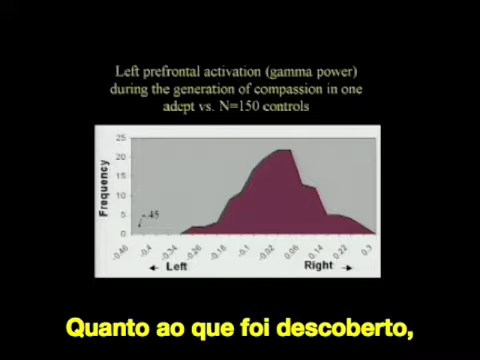 Left prefrontal activation (gamma power)
during the generation of compassion in one
adept vs. N=150 controls
25
20
15
10
5
0
Frequency
-.45
-0.46 -0.4 -0.34 -0.26 -0.18 -0.1 -0.02 0.06 0.14 0.22 0.3
Left Right
Quanto ao que foi descoberto,